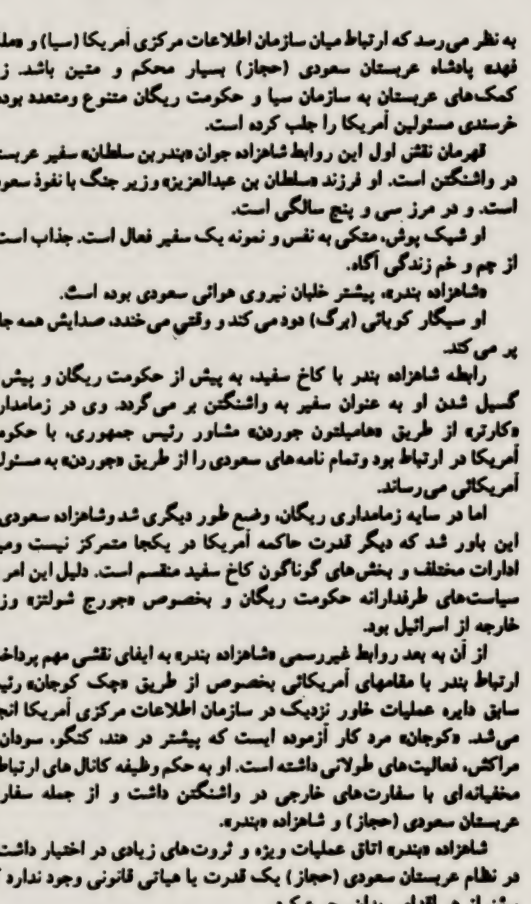 به نظر می‌رسد که ارتباط میان سازمان اطلاعات مرکزی آمریکا (سیا) و «ملک
فهد» پادشاه عربستان سعودی (حجاز) بسیار محکم و متین باشد. ز
کمک‌های عربستان به سازمان سیا و حکومت ریگان متنوع ومتعدد بوده
خرسندی مسئولین آمریکا را جلب کرده است.
قهرمان نقش اول این روابط شاهزاده جوان «بندربن سلطان» سفیر عربست
در واشنگتن است. او فرزند «سلطان بن عبدالعزیز» وزیر جنگ با نفوذ سعود
است. و در مرز سی و پنج سالگی است.
او شیک پوش، متکی به نفس و نمونه یک سفیر فعال است. جذاب است
از چم و خم زندگی آگاه.
«شاهزاده بندر»، پیشتر خلبان نیروی هوائی سعودی بوده است.
او سیگار کوبائی (برگ) دود می کند و وقتی می‌خندد، صدایش همه جا
پر می کند.
رابطه شاهزاده بندر با کاخ سفید، به پیش از حکومت ریگان و پیش
گسیل شدن او به عنوان سفیر به واشنگتن بر می‌گردد. وی در زمامدار
«کارتر» از طریق «هامیلتون جوردن» مشاور رئیس جمهوری، با حکوم
آمریکا در ارتباط بود وتمام نامه‌های سعودی را از طریق «جوردن» به مسئول
آمریکائی می‌رساند.
اما در سایه زمامداری ریگان، وضع طور دیگری شد وشاهزاده سعودی
این باور شد که دیگر قدرت حاکمه آمریکا در یکجا متمرکز نیست ومی
ادارات مختلف و بخش‌های گوناگون کاخ سفید منقسم است. دلیل این امر
سیاست‌های طرفدارانه حکومت ریگان و بخصوص «جورج شولتز» وز
خارجه از اسرائیل بود.
از آن به بعد روابط غیررسمی «شاهزاده بندر» به ایفای نقشی مهم پرداخ
ارتباط بندر با مقامهای آمریکائی بخصوص از طریق «چک کوجان» رئی
سابق دایره عملیات خاور نزدیک در سازمان اطلاعات مرکزی آمریکا انج
می‌شد. «کوجان» مرد کار آزموده ایست که پیشتر در هند، کنگو، سودان
مراکش، فعالیت‌های طولانی داشته است. او به حکم وظیفه کانال های ارتباط
مخفیانه‌ای با سفارت‌های خارجی در واشنگتن داشت و از جمله سفار
عربستان سعودی (حجاز) و شاهزاده «بندر».
شاهزاده «بندر» اتاق عملیات ویژه و ثروت‌های زیادی در اختیار داشت
در نظام عربستان سعودی (حجاز) یک قدرت یا هیاتی قانونی وجود ندارد ک